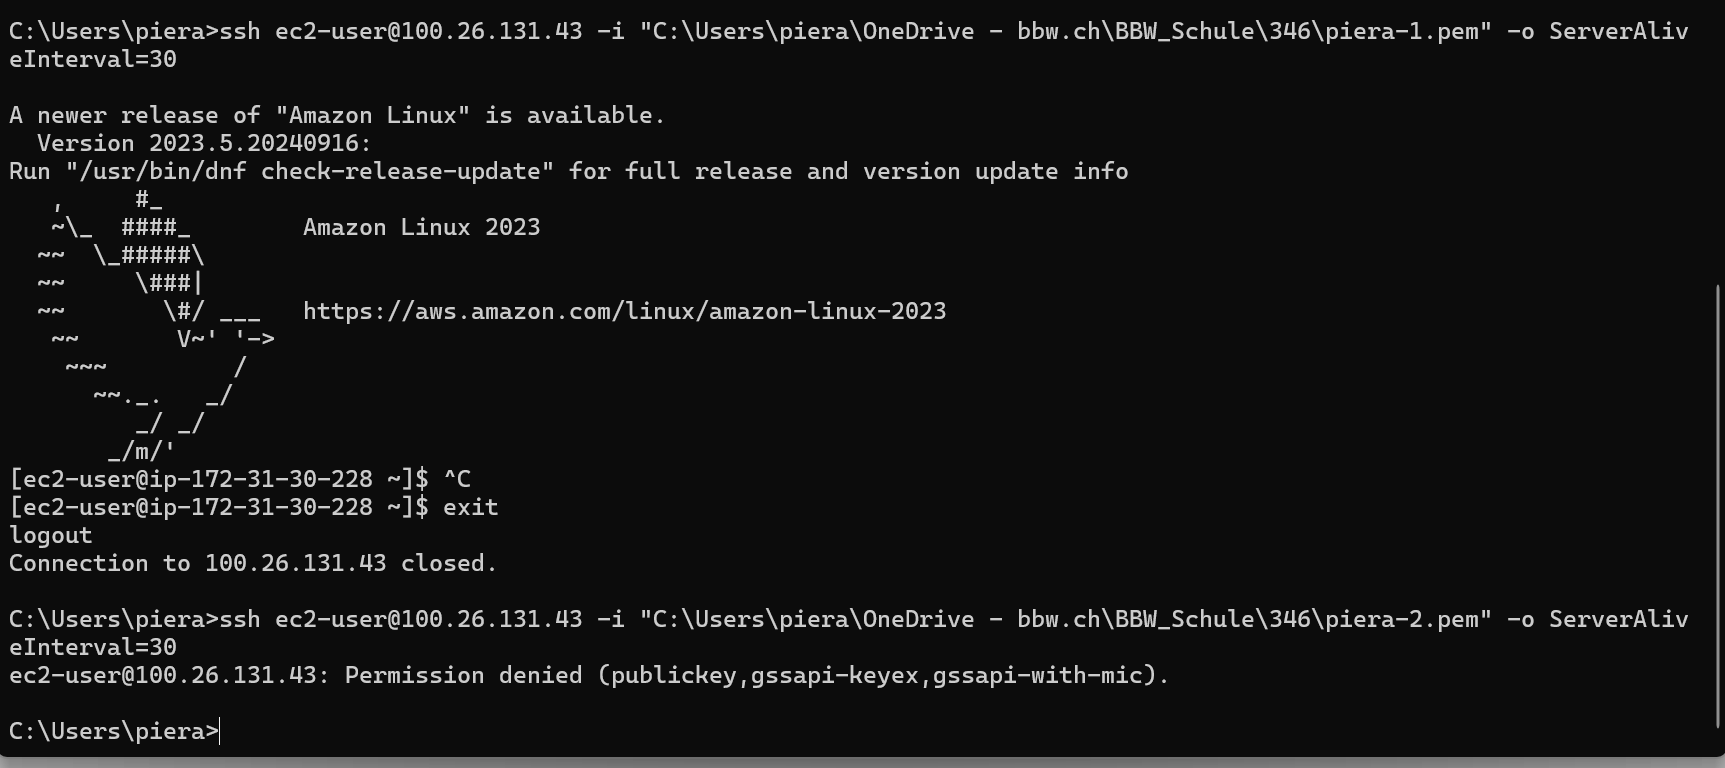 C:\Users\piera>ssh ec2-user@100.26.131.43 -i "C:\Users\piera\OneDrive - bbw.ch\BBW_Schule\346\piera-1.pem" -o ServerAliv
eInterval=30

A newer release of "Amazon Linux" is available.
  Version 2023.5.20240916:
Run "/usr/bin/dnf check-release-update" for full release and version update info
   ,     #_
   ~\_  ####_        Amazon Linux 2023
  ~~  \_#####\
  ~~     \###|
  ~~       \#/ ___   https://aws.amazon.com/linux/amazon-linux-2023
   ~~       V~' '->
    ~~~         /
      ~~._.   _/
         _/ _/
       _/m/'
[ec2-user@ip-172-31-30-228 ~]$ ^C
[ec2-user@ip-172-31-30-228 ~]$ exit
logout
Connection to 100.26.131.43 closed.

C:\Users\piera>ssh ec2-user@100.26.131.43 -i "C:\Users\piera\OneDrive - bbw.ch\BBW_Schule\346\piera-2.pem" -o ServerAliv
eInterval=30
ec2-user@100.26.131.43: Permission denied (publickey,gssapi-keyex,gssapi-with-mic).

C:\Users\piera>